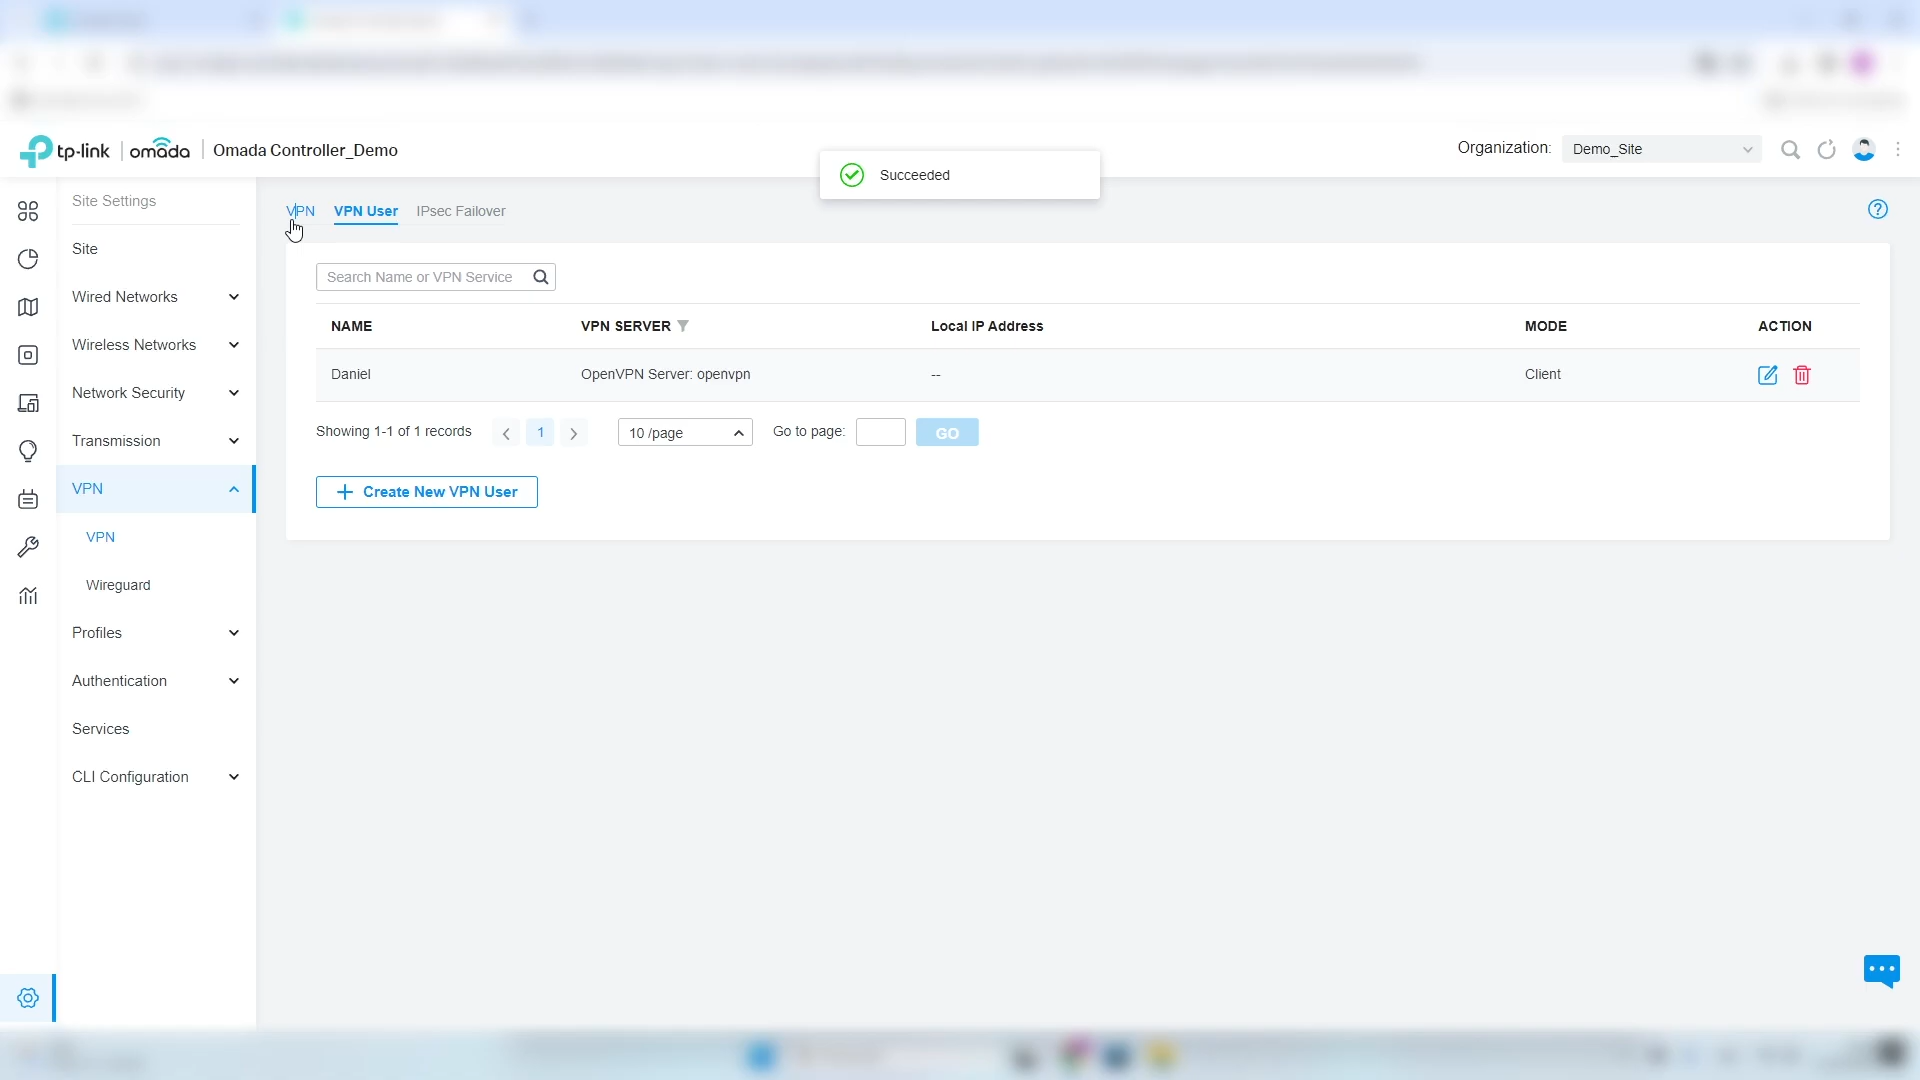 tp-link | omada | Omada Controller_Demo
Organization: Demo_Site
Succeeded
Site Settings
Site
Wired Networks
Wireless Networks
Network Security
Transmission
VPN
VPN
Wireguard
Profiles
Authentication
Services
CLI Configuration
VPN VPN User IPsec Failover
Search Name or VPN Service
NAME VPN SERVER Local IP Address MODE ACTION
Daniel OpenVPN Server: openvpn -- Client
Showing 1-1 of 1 records < 1 > 10 /page Go to page: GO
+ Create New VPN User